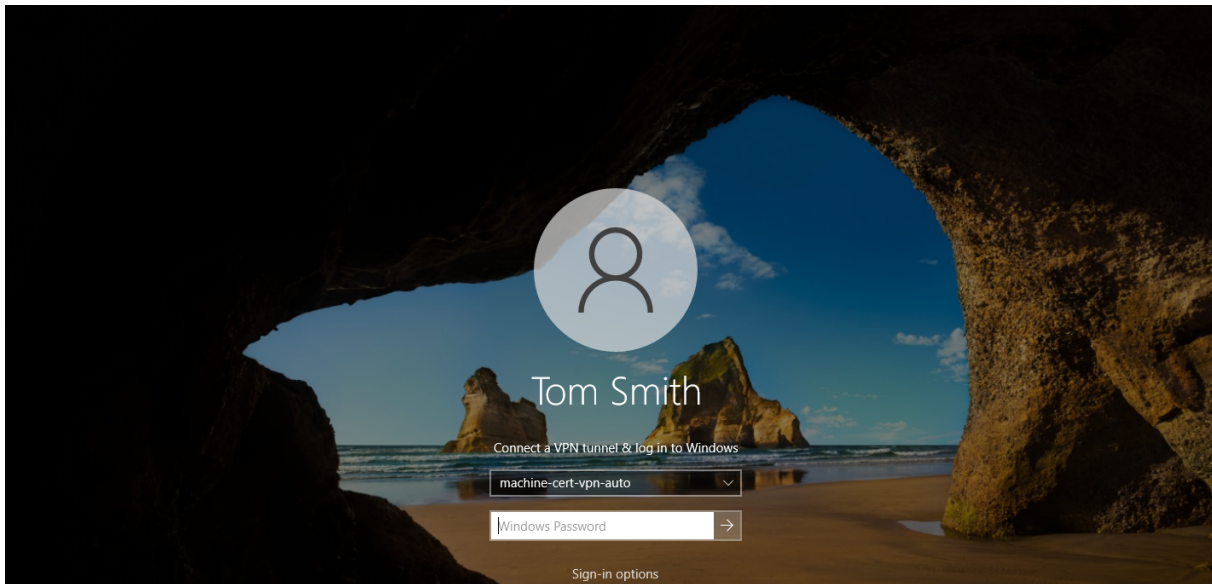 Tom Smith
Connect a VPN tunnel & log in to Windows
machine-cert-vpn-auto
Windows Password
Sign-in options